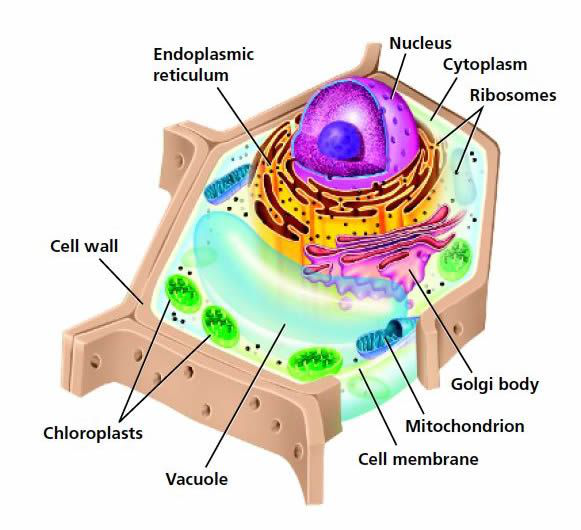 Nucleus
Endoplasmic
reticulum
Cytoplasm
Ribosomes
Cell wall
Golgi body
Mitochondrion
Chloroplasts
Cell membrane
Vacuole